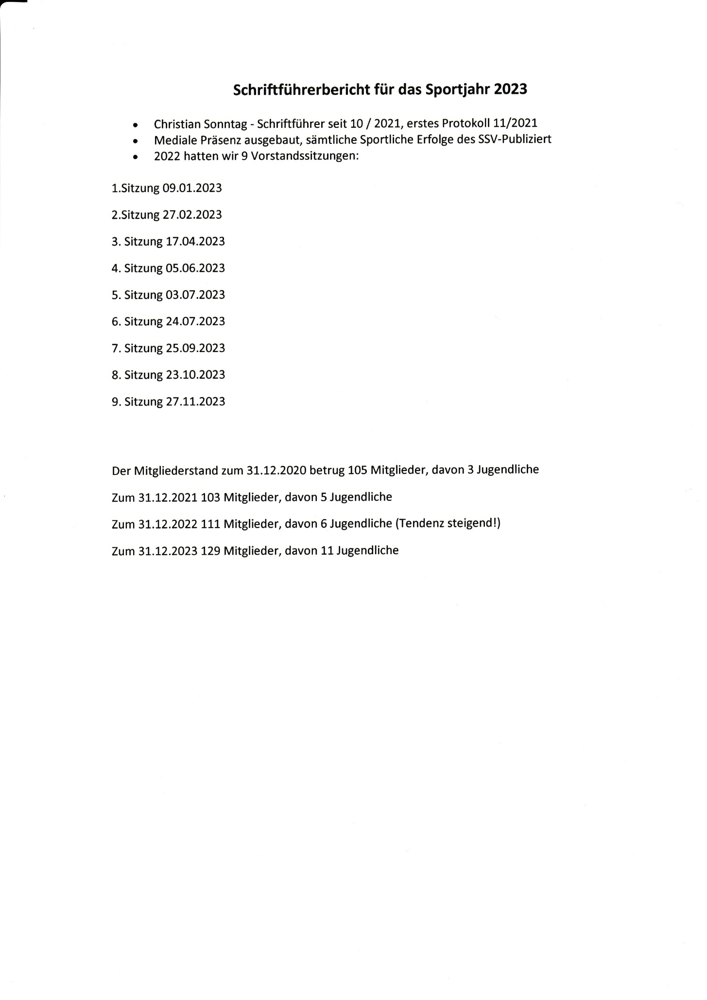 Schriftführerbericht für das Sportjahr 2023
• Christian Sonntag - Schriftführer seit 10 / 2021, erstes Protokoll 11/2021
• Mediale Präsenz ausgebaut, sämtliche Sportliche Erfolge des SSV-Publiziert
• 2022 hatten wir 9 Vorstandssitzungen:
1.Sitzung 09.01.2023
2.Sitzung 27.02.2023
3. Sitzung 17.04.2023
4. Sitzung 05.06.2023
5. Sitzung 03.07.2023
6. Sitzung 24.07.2023
7. Sitzung 25.09.2023
8. Sitzung 23.10.2023
9. Sitzung 27.11.2023
Der Mitgliederstand zum 31.12.2020 betrug 105 Mitglieder, davon 3 Jugendliche
Zum 31.12.2021 103 Mitglieder, davon 5 Jugendliche
Zum 31.12.2022 111 Mitglieder, davon 6 Jugendliche (Tendenz steigend!)
Zum 31.12.2023 129 Mitglieder, davon 11 Jugendliche